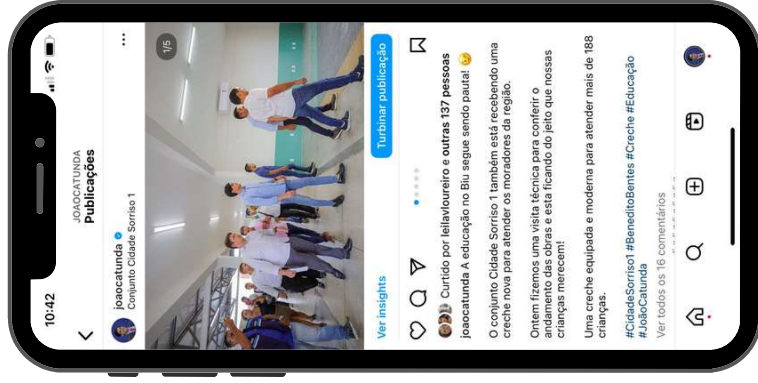 10:42
JOAOCATUNDA
Publicações
joaocatunda
Conjunto Cidade Sorriso 1
1/5
Ver insights
Turbinar publicação
Curtido por leilavloureiro e outras 137 pessoas
joaocatunda A educação no Biu segue sendo pauta! 😄
O conjunto Cidade Sorriso 1 também está recebendo uma
creche nova para atender os moradores da região.
Ontem fizemos uma visita técnica para conferir o
andamento das obras e esta ficando do jeito que nossas
crianças merecem!
Uma creche equipada e moderna para atender mais de 188
crianças.
#CidadeSorriso1 #BeneditoBentes #Creche #Educação
#JoãoCatunda
Ver todos os 16 comentários